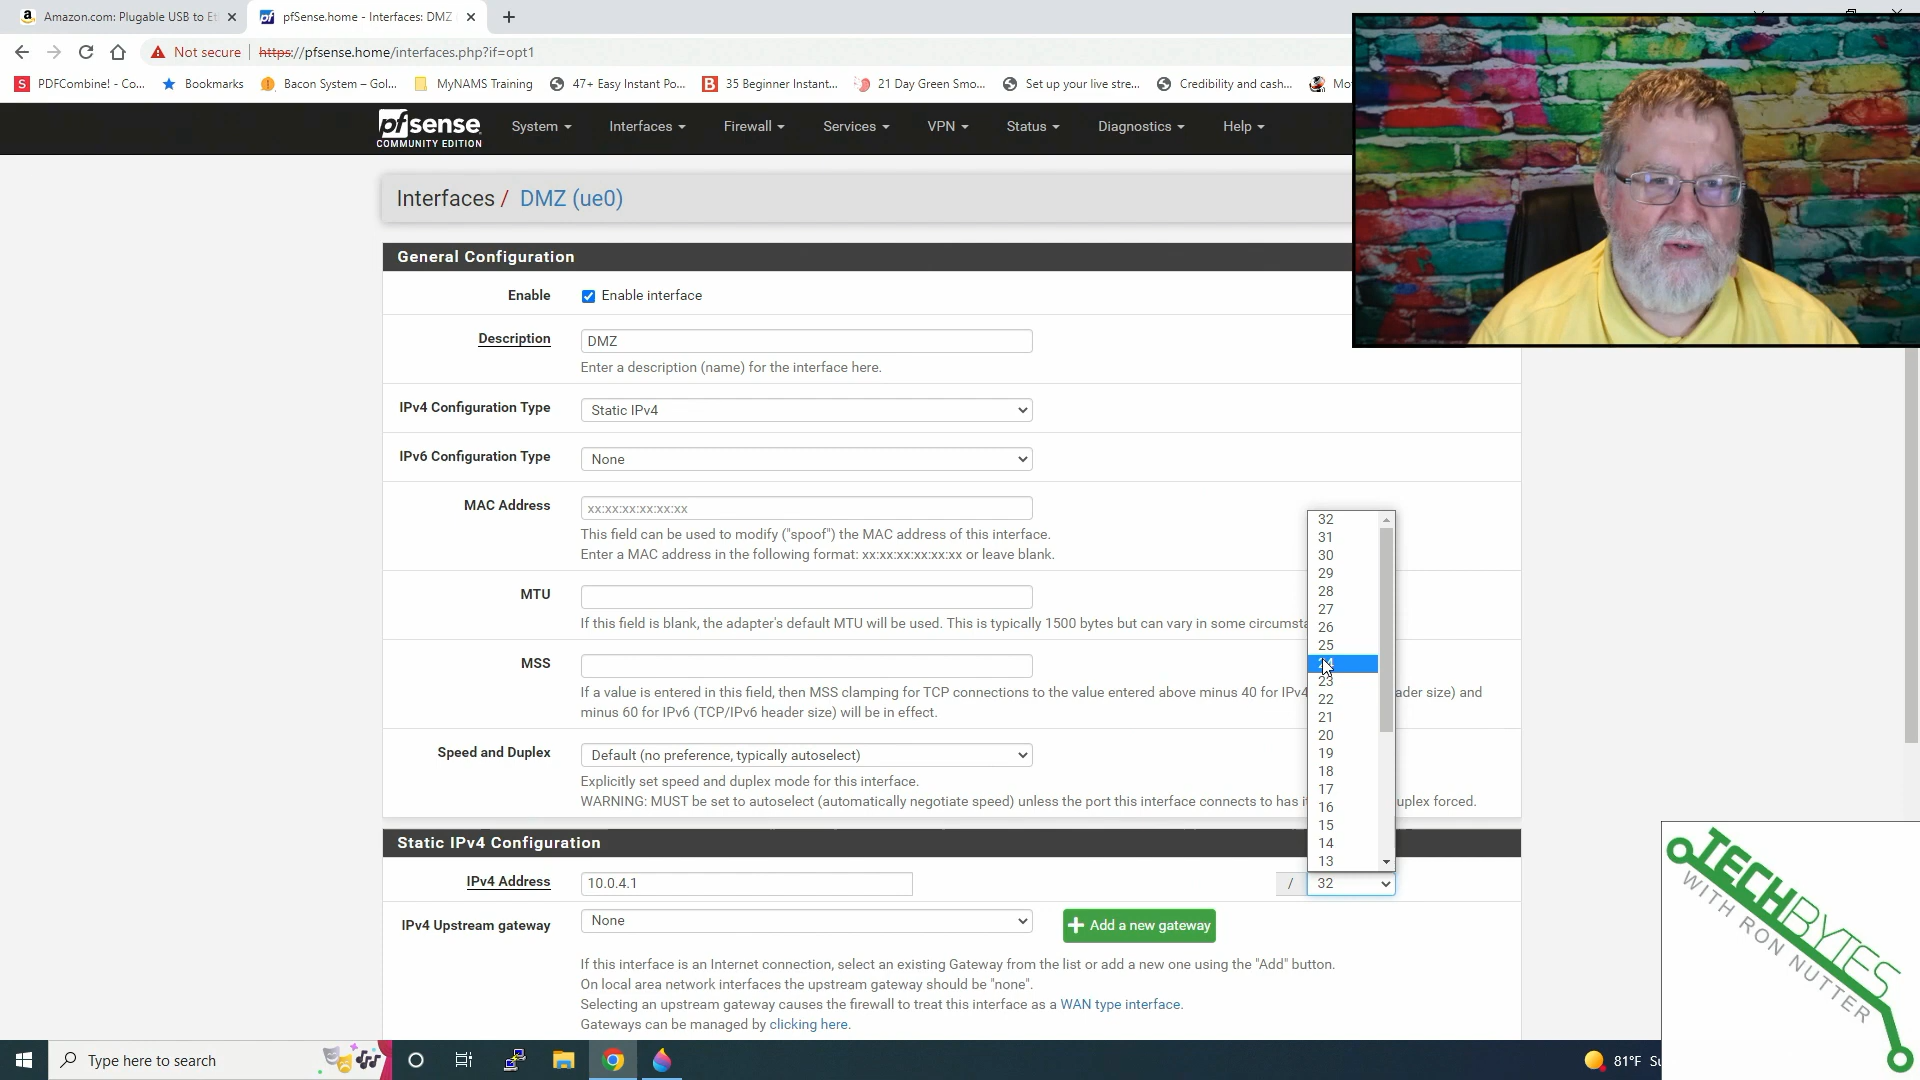 Amazon.com: Plugable USB to Et
pfSense.home - Interfaces: DMZ
Not secure
https://pfsense.home/interfaces.php?if=opt1
PDFCombine! - Co...
Bookmarks
Bacon System – Gol...
MyNAMS Training
47+ Easy Instant Po...
35 Beginner Instant...
21 Day Green Smo...
Set up your live stre...
Credibility and cash...
Mo
pfsense
COMMUNITY EDITION
System
Interfaces
Firewall
Services
VPN
Status
Diagnostics
Help
Interfaces / DMZ (ue0)
General Configuration
Enable
Enable interface
Description
DMZ
Enter a description (name) for the interface here.
IPv4 Configuration Type
Static IPv4
IPv6 Configuration Type
None
MAC Address
xx:xx:xx:xx:xx:xx
This field can be used to modify ("spoof") the MAC address of this interface.
Enter a MAC address in the following format: xx:xx:xx:xx:xx:xx or leave blank.
MTU
If this field is blank, the adapter's default MTU will be used. This is typically 1500 bytes but can vary in some circumsta
MSS
If a value is entered in this field, then MSS clamping for TCP connections to the value entered above minus 40 for IPv4 ader size) and
minus 60 for IPv6 (TCP/IPv6 header size) will be in effect.
Speed and Duplex
Default (no preference, typically autoselect)
Explicitly set speed and duplex mode for this interface.
WARNING: MUST be set to autoselect (automatically negotiate speed) unless the port this interface connects to has i uplex forced.
32
31
30
29
28
27
26
25
24
23
22
21
20
19
18
17
16
15
14
13
Static IPv4 Configuration
IPv4 Address
10.0.4.1
/ 32
IPv4 Upstream gateway
None
Add a new gateway
If this interface is an Internet connection, select an existing Gateway from the list or add a new one using the "Add" button.
On local area network interfaces the upstream gateway should be "none".
Selecting an upstream gateway causes the firewall to treat this interface as a WAN type interface.
Gateways can be managed by clicking here.
Type here to search
81°F Su
TECHBYTES
WITH RON NUTTER